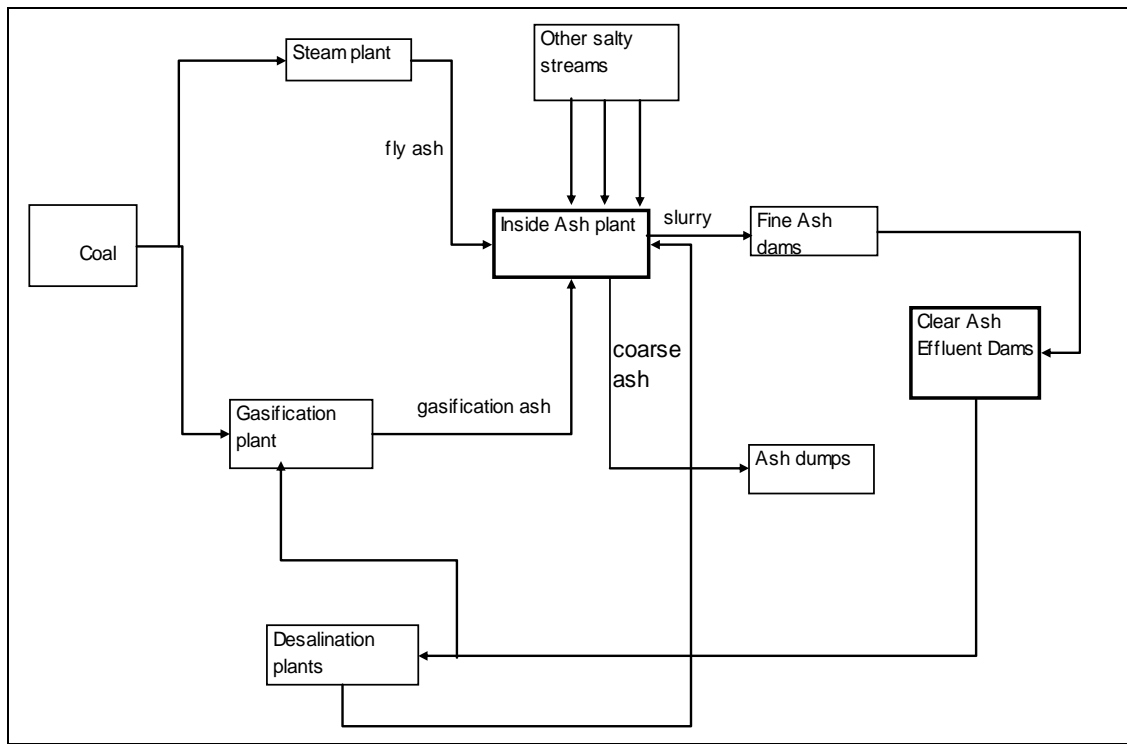 Steam plant
Other salty
streams
fly ash
Coal
Inside Ash plant
slurry
Fine Ash
dams
Clear Ash
Effluent Dams
coarse
ash
Gasification
plant
gasification ash
Ash dumps
Desalination
plants